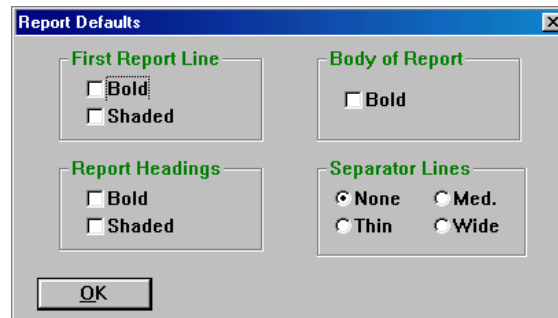 Report Defaults
First Report Line
Bold
Shaded
Body of Report
Bold
Report Headings
Bold
Shaded
Separator Lines
None Med.
Thin Wide
OK